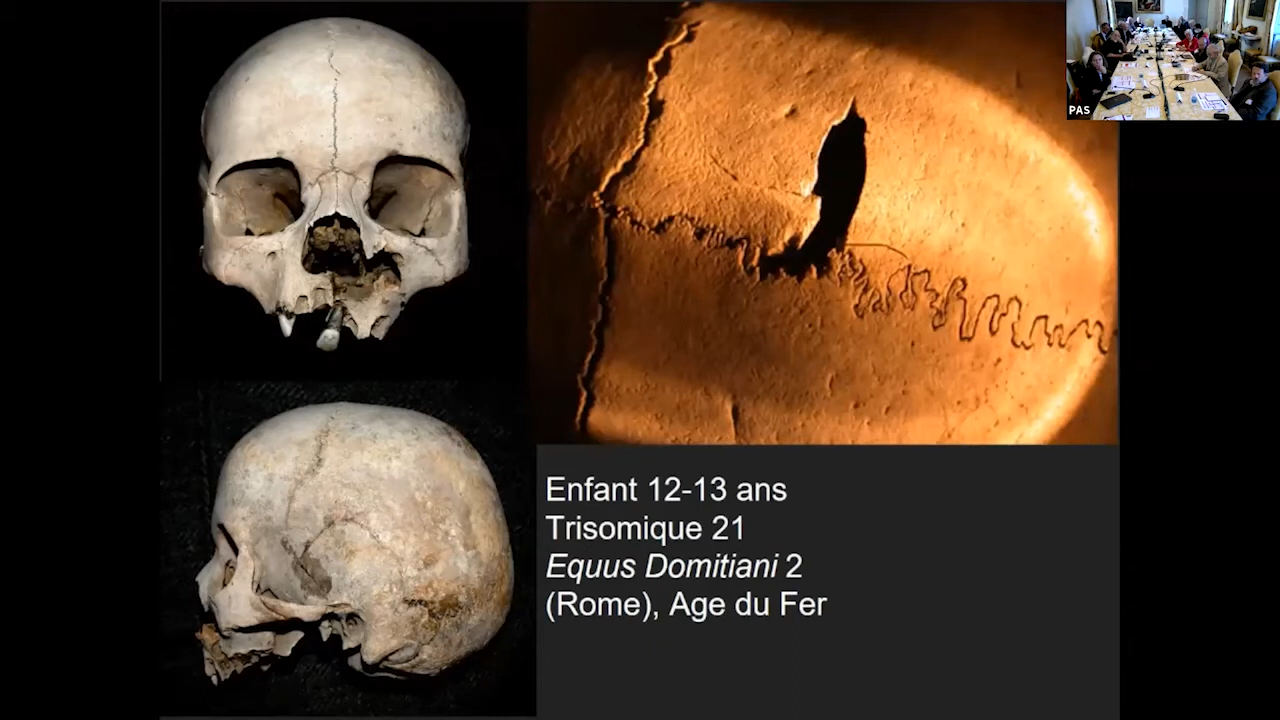 PAS
Enfant 12-13 ans
Trisomique 21
Equus Domitiani 2
(Rome), Age du Fer